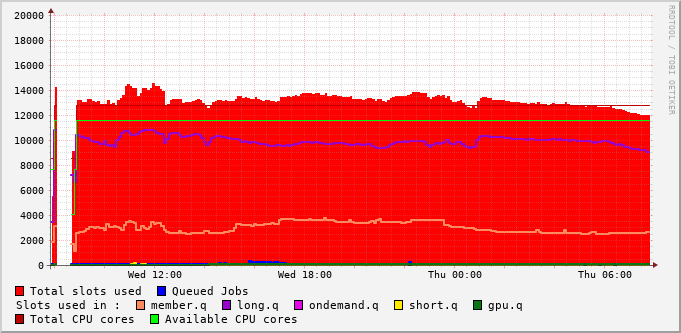 20000
18000
16000
14000
12000
10000
8000
6000
4000
2000
0
Wed 12:00 Wed 18:00 Thu 00:00 Thu 06:00
RRDTOOL / TOBI OETIKER
Total slots used Queued Jobs
Slots used in : member.q long.q ondemand.q short.q gpu.q
Total CPU cores Available CPU cores